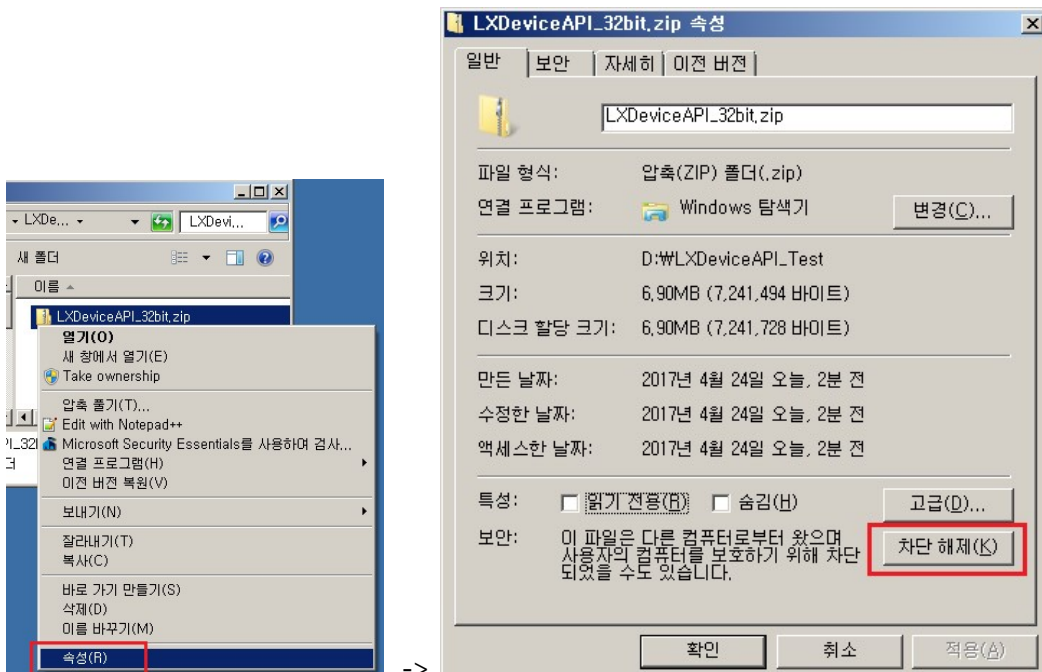 LXDe...
LXDevi...
새 폴더
이름
LXDeviceAPI_32bit.zip
열기(O)
새 창에서 열기(E)
Take ownership
압축 풀기(T)...
Edit with Notepad++
Microsoft Security Essentials를 사용하여 검사...
연결 프로그램(H)
이전 버전 복원(V)
보내기(N)
잘라내기(T)
복사(C)
바로 가기 만들기(S)
삭제(D)
이름 바꾸기(M)
속성(R)
->
LXDeviceAPI_32bit.zip 속성
일반 보안 자세히 이전 버전
LXDeviceAPI_32bit.zip
파일 형식: 압축(ZIP) 폴더(.zip)
연결 프로그램: Windows 탐색기 변경(C)...
위치: D:₩LXDeviceAPI_Test
크기: 6.90MB (7,241,494 바이트)
디스크 할당 크기: 6.90MB (7,241,728 바이트)
만든 날짜: 2017년 4월 24일 오늘, 2분 전
수정한 날짜: 2017년 4월 24일 오늘, 2분 전
액세스한 날짜: 2017년 4월 24일 오늘, 2분 전
특성: 읽기 전용(R) 숨김(H) 고급(D)...
보안: 이 파일은 다른 컴퓨터로부터 왔으며
사용자의 컴퓨터를 보호하기 위해 차단
되었을 수도 있습니다.
차단 해제(K)
확인 취소 적용(A)